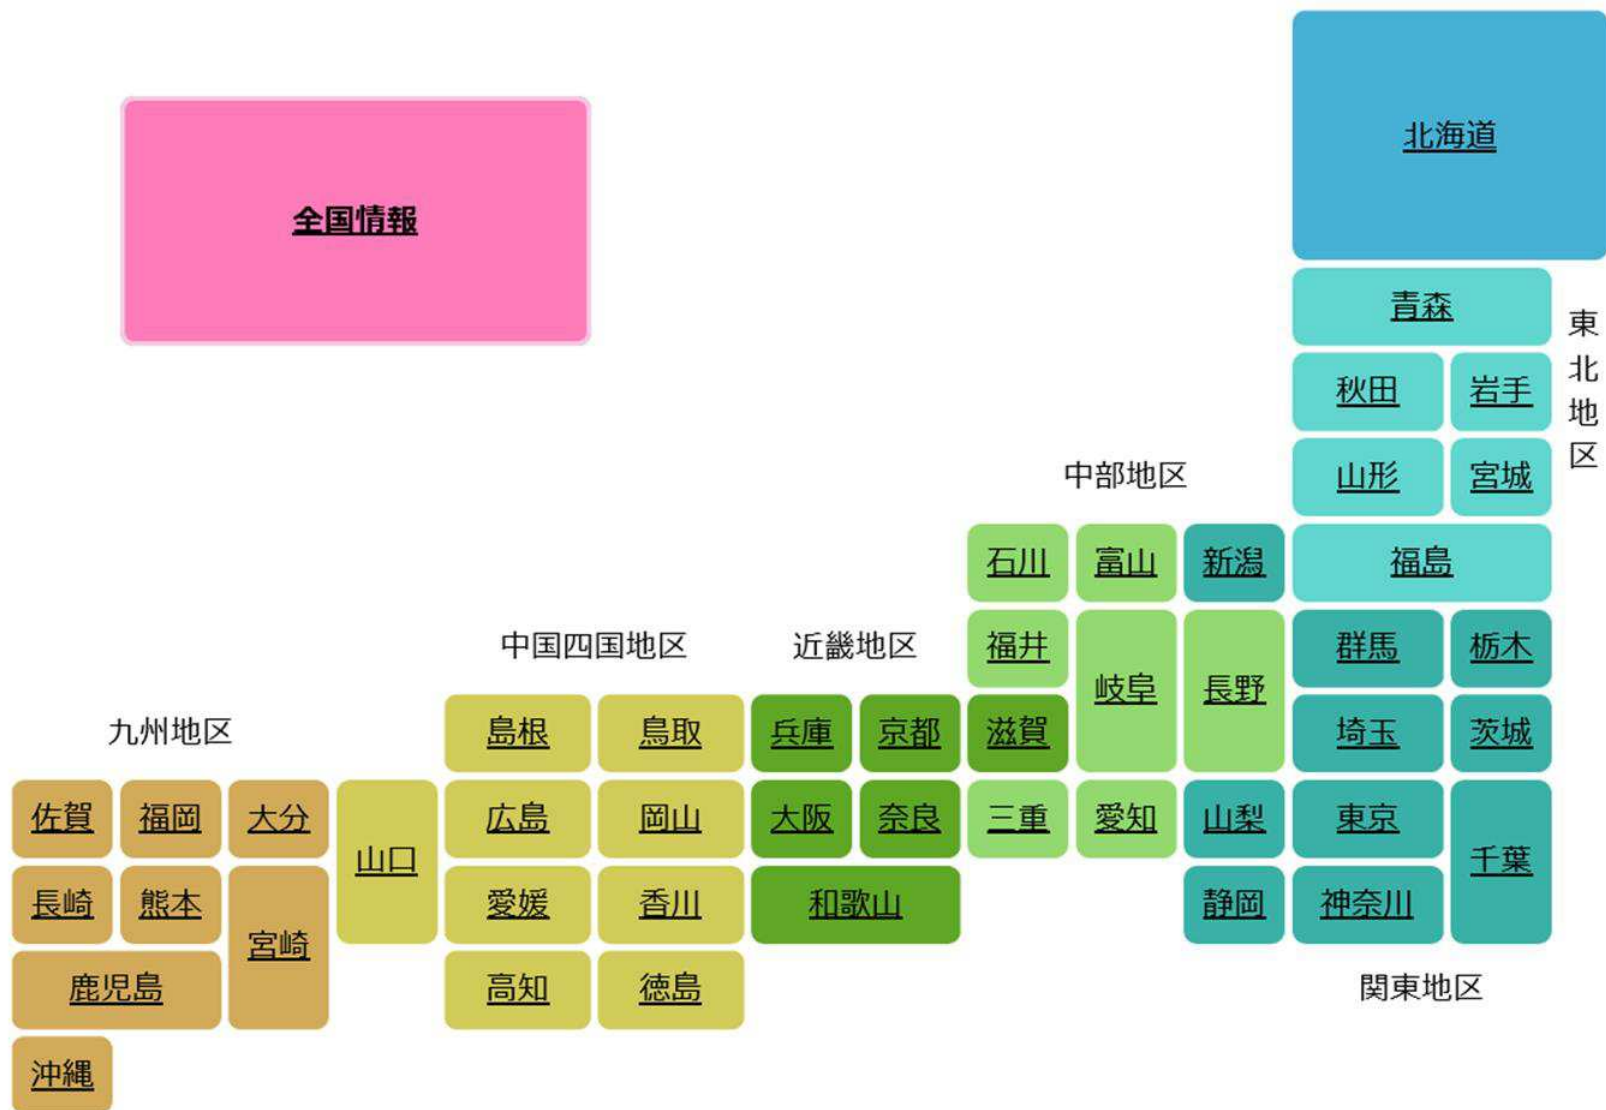 北海道
全国情報
青森
東北地区
秋田 岩手
山形 宮城
中部地区
石川 富山 新潟 福島
中国四国地区 近畿地区 福井 岐阜 長野 群馬 栃木
九州地区 島根 鳥取 兵庫 京都 滋賀 埼玉 茨城
佐賀 福岡 大分 山口 広島 岡山 大阪 奈良 三重 愛知 山梨 東京 千葉
長崎 熊本 宮崎 愛媛 香川 和歌山 静岡 神奈川
鹿児島 高知 徳島 関東地区
沖縄